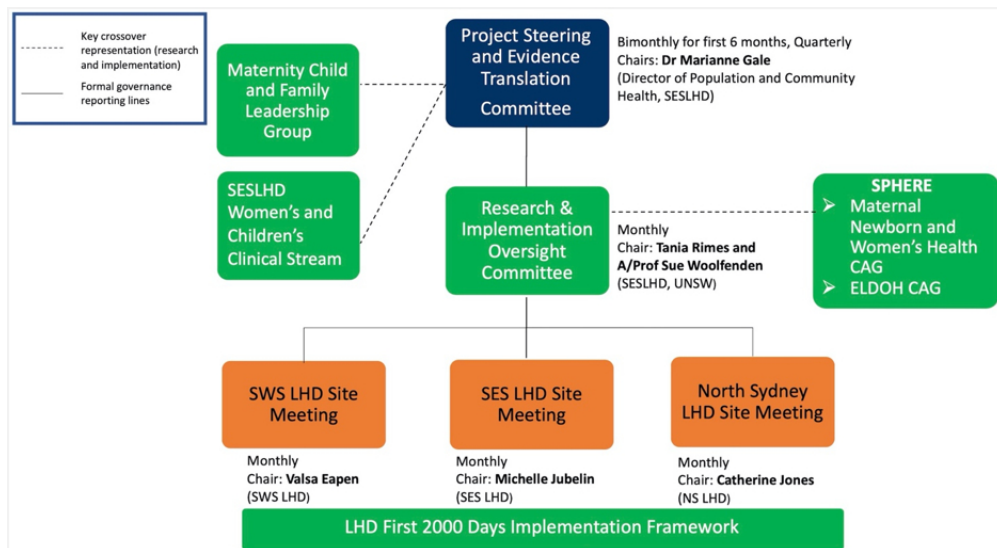 Key crossover
representation (research
and implementation)
Formal governance
reporting lines
Maternity Child
and Family
Leadership
Group
SESLHD
Women's and
Children's
Clinical Stream
Project Steering
and Evidence
Translation
Committee
Bimonthly for first 6 months, Quarterly
Chairs: Dr Marianne Gale
(Director of Population and Community
Health, SESLHD)
Research &
Implementation
Oversight
Committee
Monthly
Chair: Tania Rimes and
A/Prof Sue Woolfenden
(SESLHD, UNSW)
SPHERE
➤ Maternal
Newborn and
Women's Health
CAG
➤ ELDOH CAG
SWS LHD Site
Meeting
Monthly
Chair: Valsa Eapen
(SWS LHD)
SES LHD Site
Meeting
Monthly
Chair: Michelle Jubelin
(SES LHD)
North Sydney
LHD Site Meeting
Monthly
Chair: Catherine Jones
(NS LHD)
LHD First 2000 Days Implementation Framework